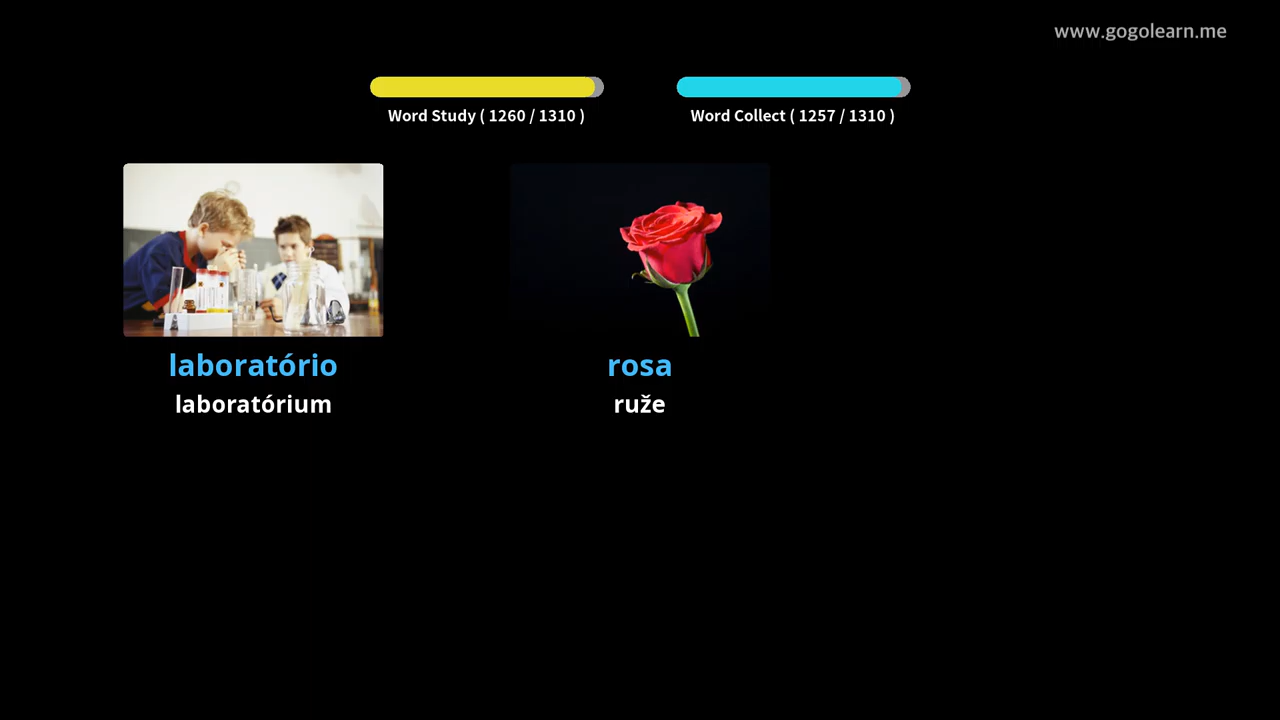 www.gogolearn.me
Word Study ( 1260 / 1310 )
Word Collect ( 1257 / 1310 )
laboratório
laboratórium
rosa
ruže